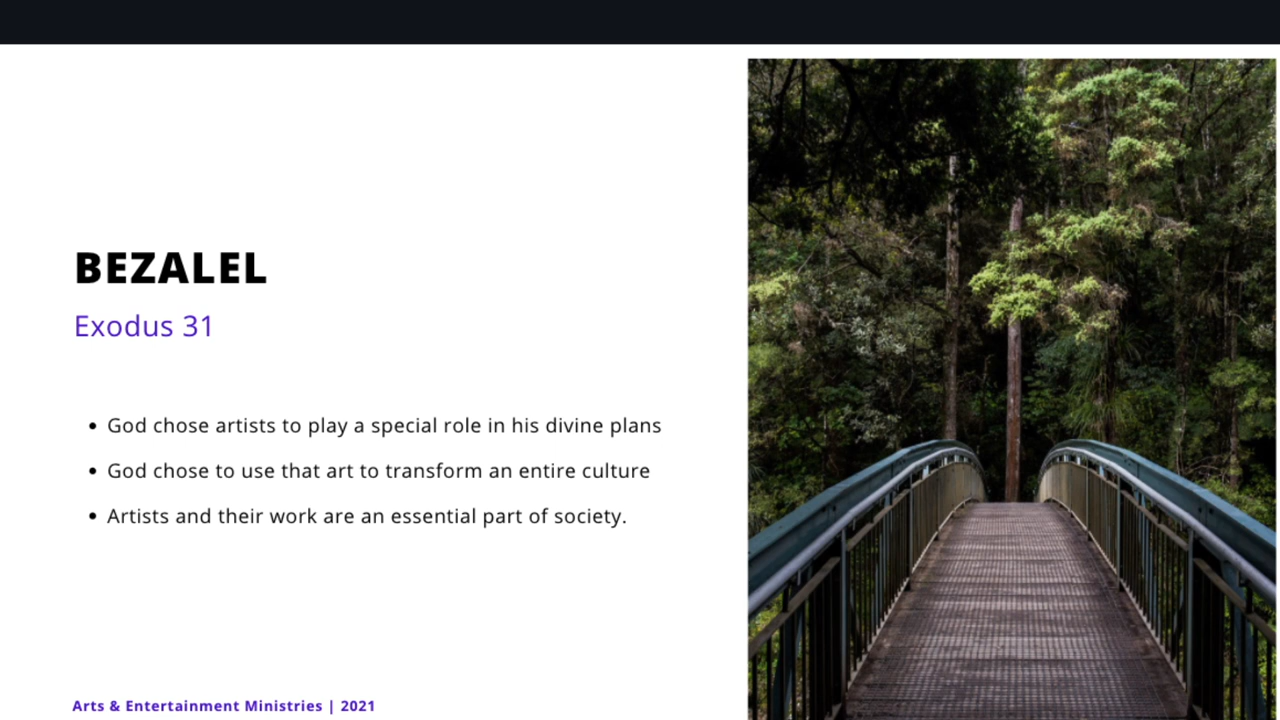 BEZALEL
Exodus 31
• God chose artists to play a special role in his divine plans
• God chose to use that art to transform an entire culture
• Artists and their work are an essential part of society.
Arts & Entertainment Ministries | 2021